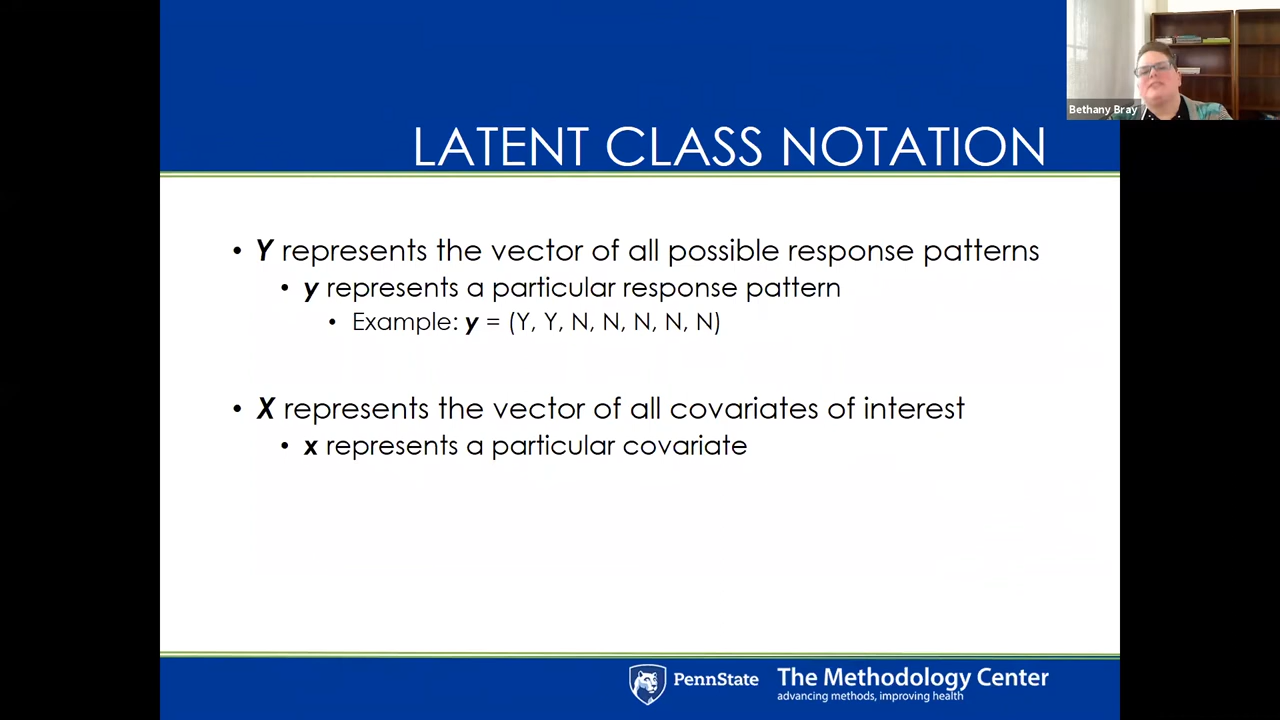 Bethany Bray
LATENT CLASS NOTATION
• Y represents the vector of all possible response patterns
• y represents a particular response pattern
• Example: y = (Y, Y, N, N, N, N, N)
• X represents the vector of all covariates of interest
• x represents a particular covariate
PennState
The Methodology Center
advancing methods, improving health